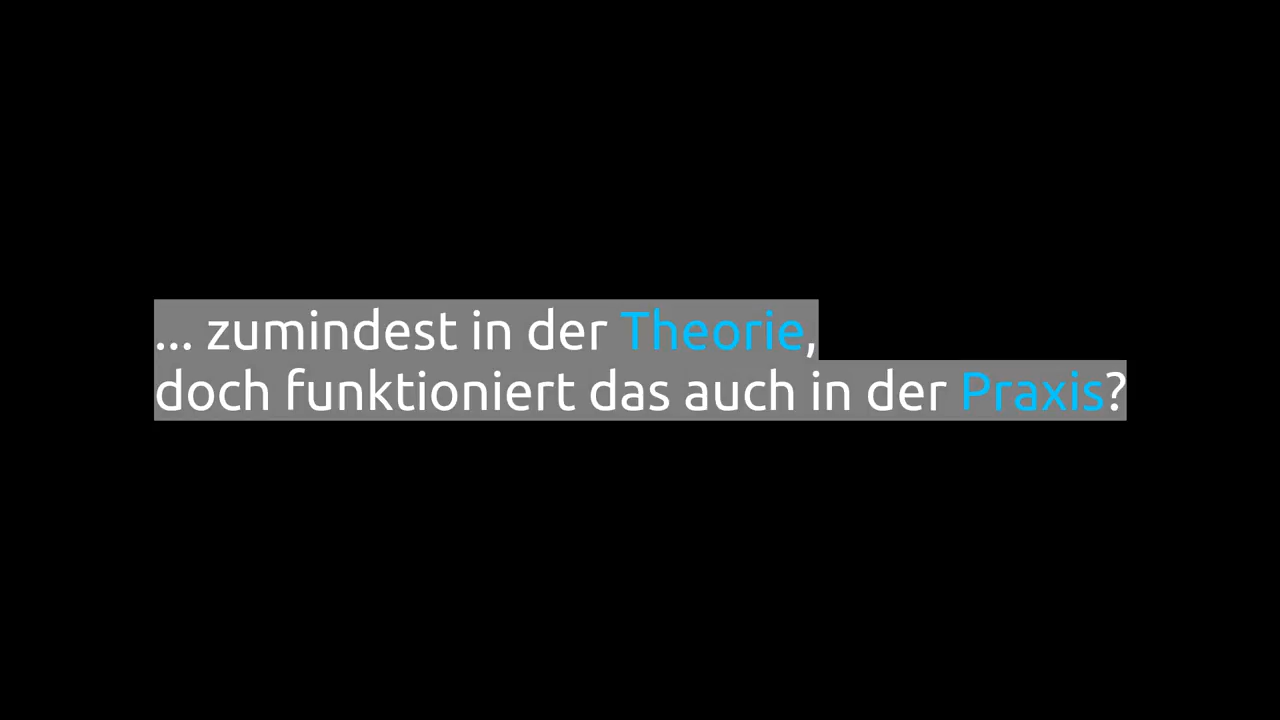 ... zumindest in der Theorie,
doch funktioniert das auch in der Praxis?